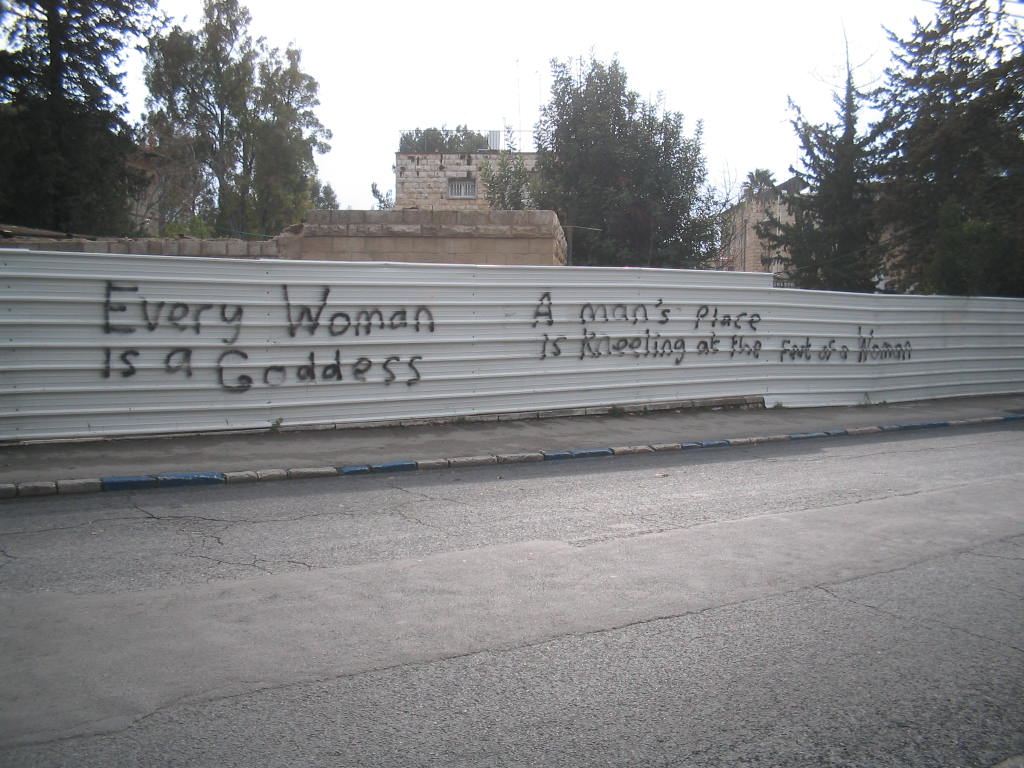 Every Woman
is a Goddess
A man's Place
is kneeling at the Feet of a Woman